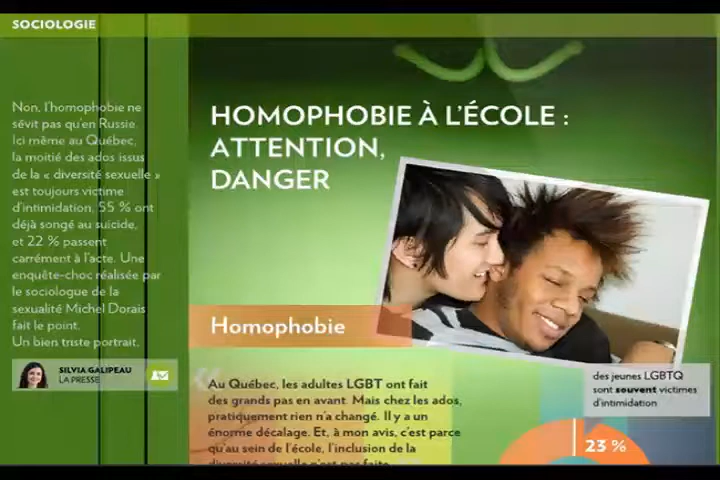 SOCIOLOGIE
Non, l'homophobie ne
sévit pas qu'en Russie.
Ici même au Québec,
la moitié des ados issus
de la « diversité sexuelle »
est toujours victime
d'intimidation, 55 % ont
déjà songé au suicide,
et 22 % passent
carrément à l'acte. Une
enquête-choc réalisée par
le sociologue de la
sexualité Michel Dorais
fait le point.
Un bien triste portrait.
SILVIA GALIPEAU
LA PRESSE
HOMOPHOBIE À L'ÉCOLE :
ATTENTION,
DANGER
Homophobie
Au Québec, les adultes LGBT ont fait
des grands pas en avant. Mais chez les ados,
pratiquement rien n'a changé. Il y a un
énorme décalage. Et, à mon avis, c'est parce
qu'au sein de l'école, l'inclusion de la
diversité sexuelle n'est pas faite
des jeunes LGBTQ
sont souvent victimes
d'intimidation
23 %